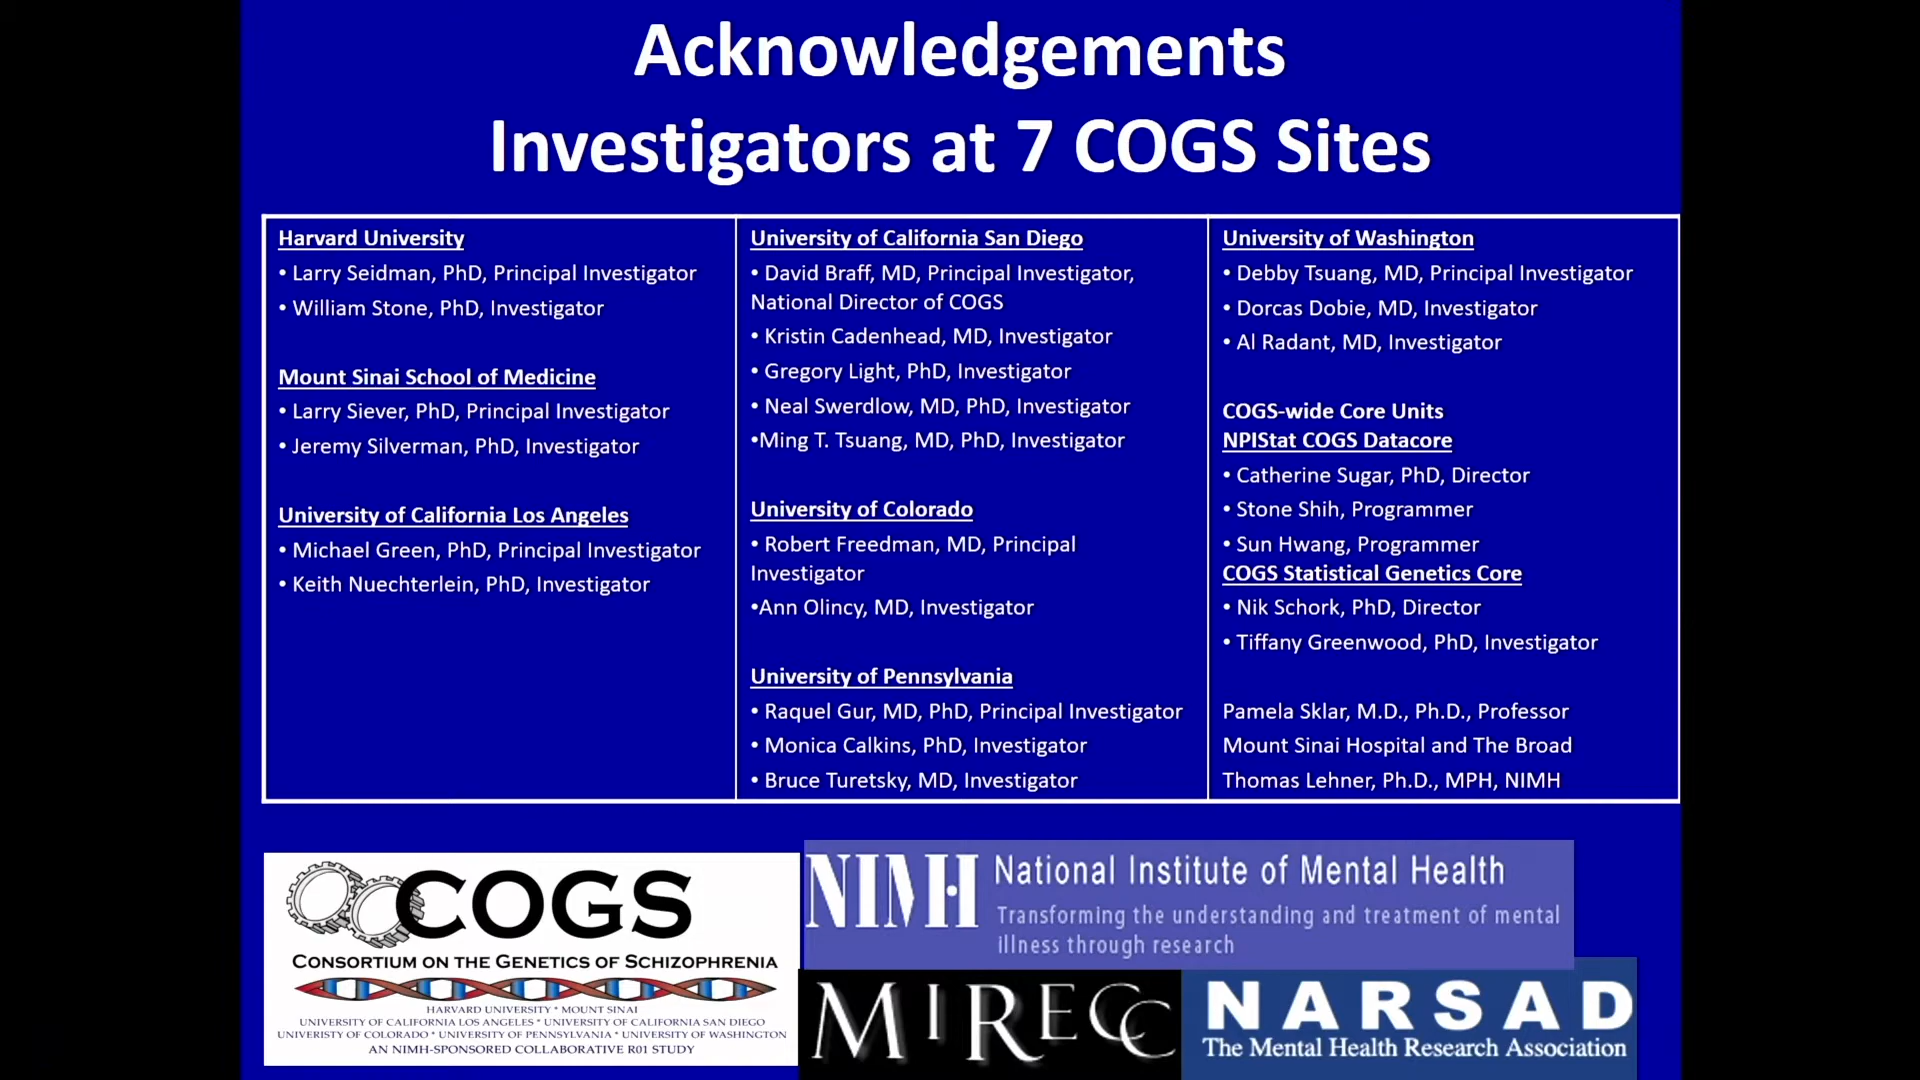 Acknowledgements
Investigators at 7 COGS Sites
Harvard University
• Larry Seidman, PhD, Principal Investigator
• William Stone, PhD, Investigator
Mount Sinai School of Medicine
• Larry Siever, PhD, Principal Investigator
• Jeremy Silverman, PhD, Investigator
University of California Los Angeles
• Michael Green, PhD, Principal Investigator
• Keith Nuechterlein, PhD, Investigator
University of California San Diego
• David Braff, MD, Principal Investigator,
National Director of COGS
• Kristin Cadenhead, MD, Investigator
• Gregory Light, PhD, Investigator
• Neal Swerdlow, MD, PhD, Investigator
•Ming T. Tsuang, MD, PhD, Investigator
University of Colorado
• Robert Freedman, MD, Principal
Investigator
•Ann Olincy, MD, Investigator
University of Pennsylvania
• Raquel Gur, MD, PhD, Principal Investigator
• Monica Calkins, PhD, Investigator
• Bruce Turetsky, MD, Investigator
University of Washington
• Debby Tsuang, MD, Principal Investigator
• Dorcas Dobie, MD, Investigator
• Al Radant, MD, Investigator
COGS-wide Core Units
NPIStat COGS Datacore
• Catherine Sugar, PhD, Director
• Stone Shih, Programmer
• Sun Hwang, Programmer
COGS Statistical Genetics Core
• Nik Schork, PhD, Director
• Tiffany Greenwood, PhD, Investigator
Pamela Sklar, M.D., Ph.D., Professor
Mount Sinai Hospital and The Broad
Thomas Lehner, Ph.D., MPH, NIMH
COGS
CONSORTIUM ON THE GENETICS OF SCHIZOPHRENIA
HARVARD UNIVERSITY * MOUNT SINAI
UNIVERSITY OF CALIFORNIA LOS ANGELES * UNIVERSITY OF CALIFORNIA SAN DIEGO
UNIVERISTY OF COLORADO * UNIVERSITY OF PENNSYLVANIA * UNIVERSITY OF WASHINGTON
AN NIMH-SPONSORED COLLABORATIVE R01 STUDY
NIMH
National Institute of Mental Health
Transforming the understanding and treatment of mental
illness through research
MIRECC
NARSAD
The Mental Health Research Association